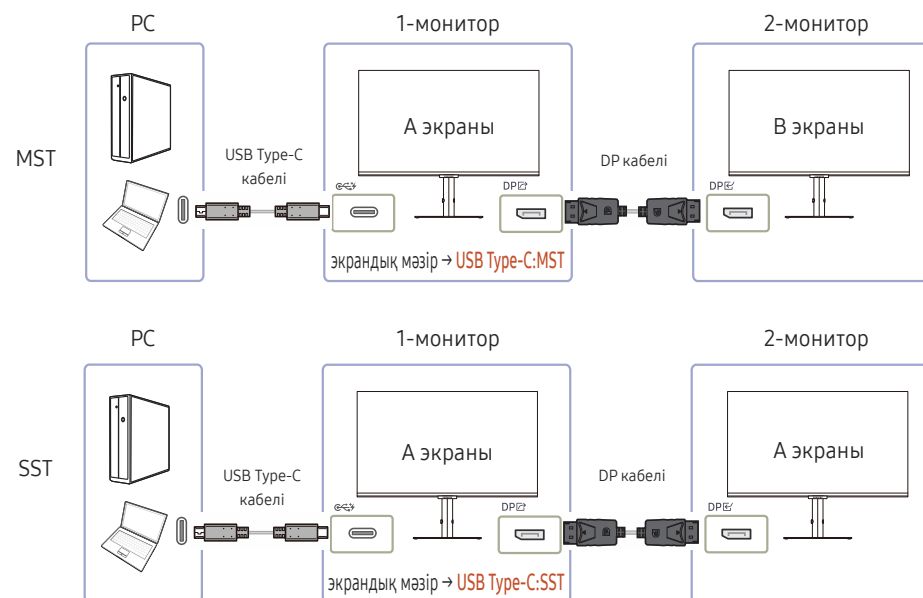 PC
1-монитор
2-монитор
MST
USB Type-C
кабелі
А экраны
DP
DP кабелі
DP
В экраны
экрандық мәзір → USB Type-C:MST
PC
1-монитор
2-монитор
SST
USB Type-C
кабелі
А экраны
DP
DP кабелі
DP
А экраны
экрандық мәзір → USB Type-C:SST